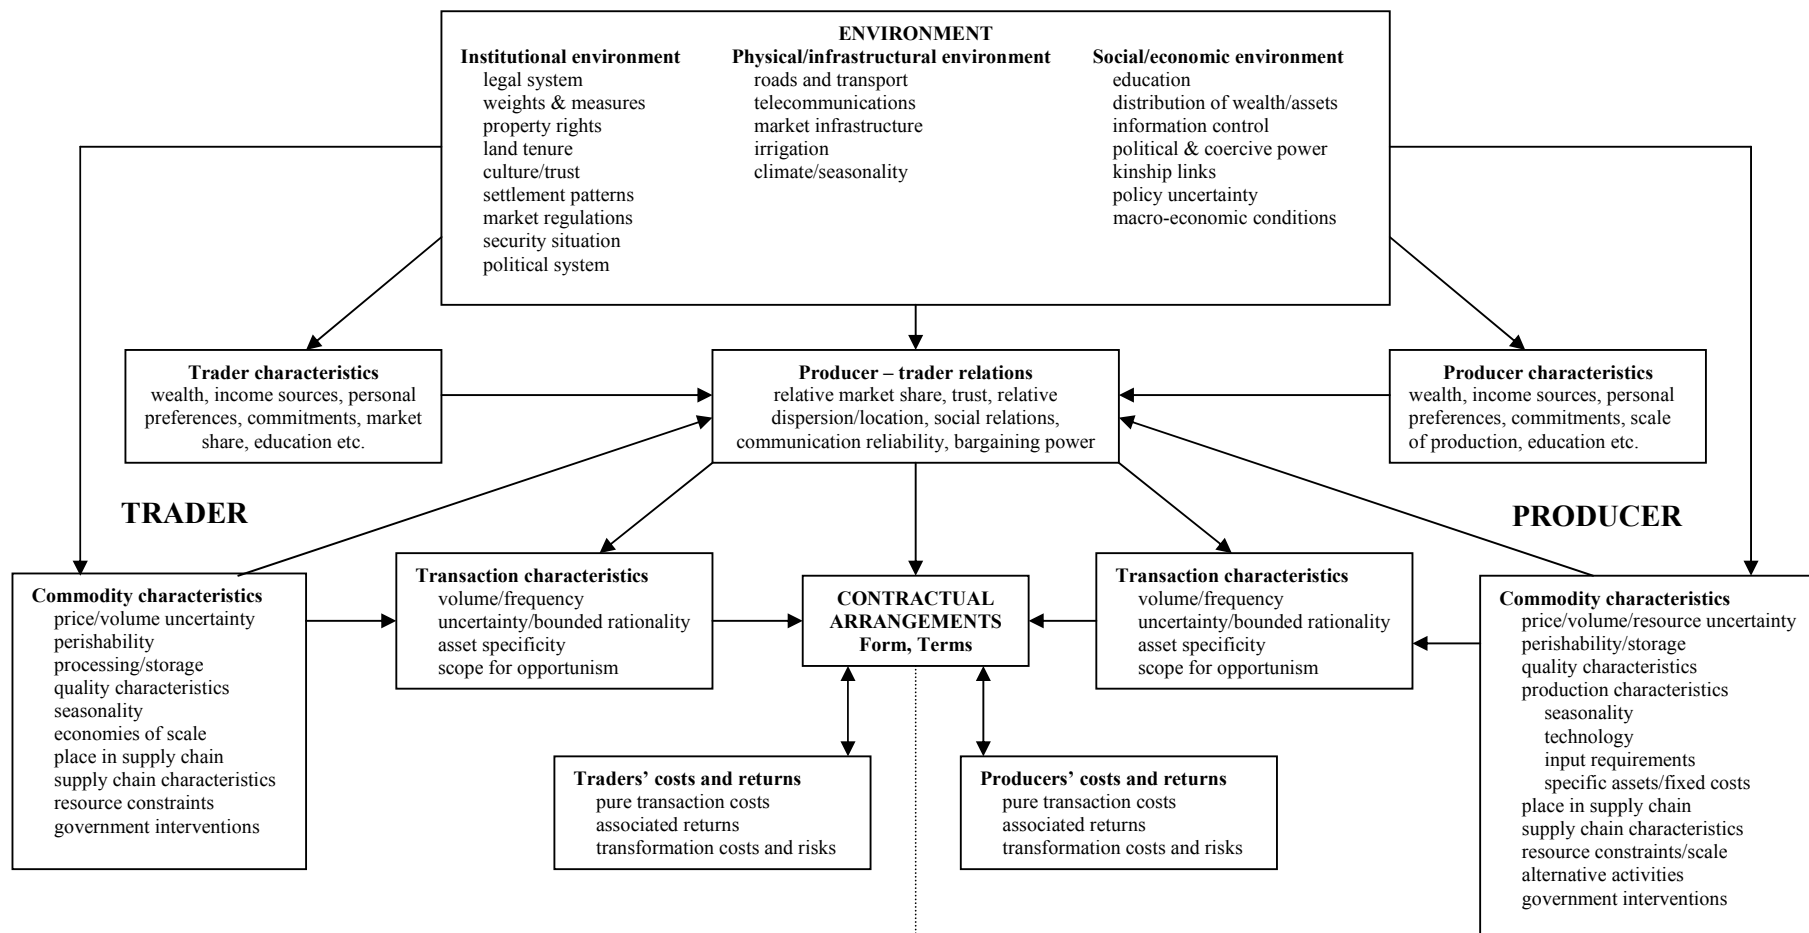 ENVIRONMENT
Institutional environment
legal system
weights & measures
property rights
land tenure
culture/trust
settlement patterns
market regulations
security situation
political system
Physical/infrastructural environment
roads and transport
telecommunications
market infrastructure
irrigation
climate/seasonality
Social/economic environment
education
distribution of wealth/assets
information control
political & coercive power
kinship links
policy uncertainty
macro-economic conditions
Trader characteristics
wealth, income sources, personal
preferences, commitments, market
share, education etc.
Producer – trader relations
relative market share, trust, relative
dispersion/location, social relations,
communication reliability, bargaining power
Producer characteristics
wealth, income sources, personal
preferences, commitments, scale
of production, education etc.
TRADER
PRODUCER
Commodity characteristics
price/volume uncertainty
perishability
processing/storage
quality characteristics
seasonality
economies of scale
place in supply chain
supply chain characteristics
resource constraints
government interventions
Transaction characteristics
volume/frequency
uncertainty/bounded rationality
asset specificity
scope for opportunism
CONTRACTUAL
ARRANGEMENTS
Form, Terms
Transaction characteristics
volume/frequency
uncertainty/bounded rationality
asset specificity
scope for opportunism
Commodity characteristics
price/volume/resource uncertainty
perishability/storage
quality characteristics
production characteristics
seasonality
technology
input requirements
specific assets/fixed costs
place in supply chain
supply chain characteristics
resource constraints/scale
alternative activities
government interventions
Traders’ costs and returns
pure transaction costs
associated returns
transformation costs and risks
Producers’ costs and returns
pure transaction costs
associated returns
transformation costs and risks